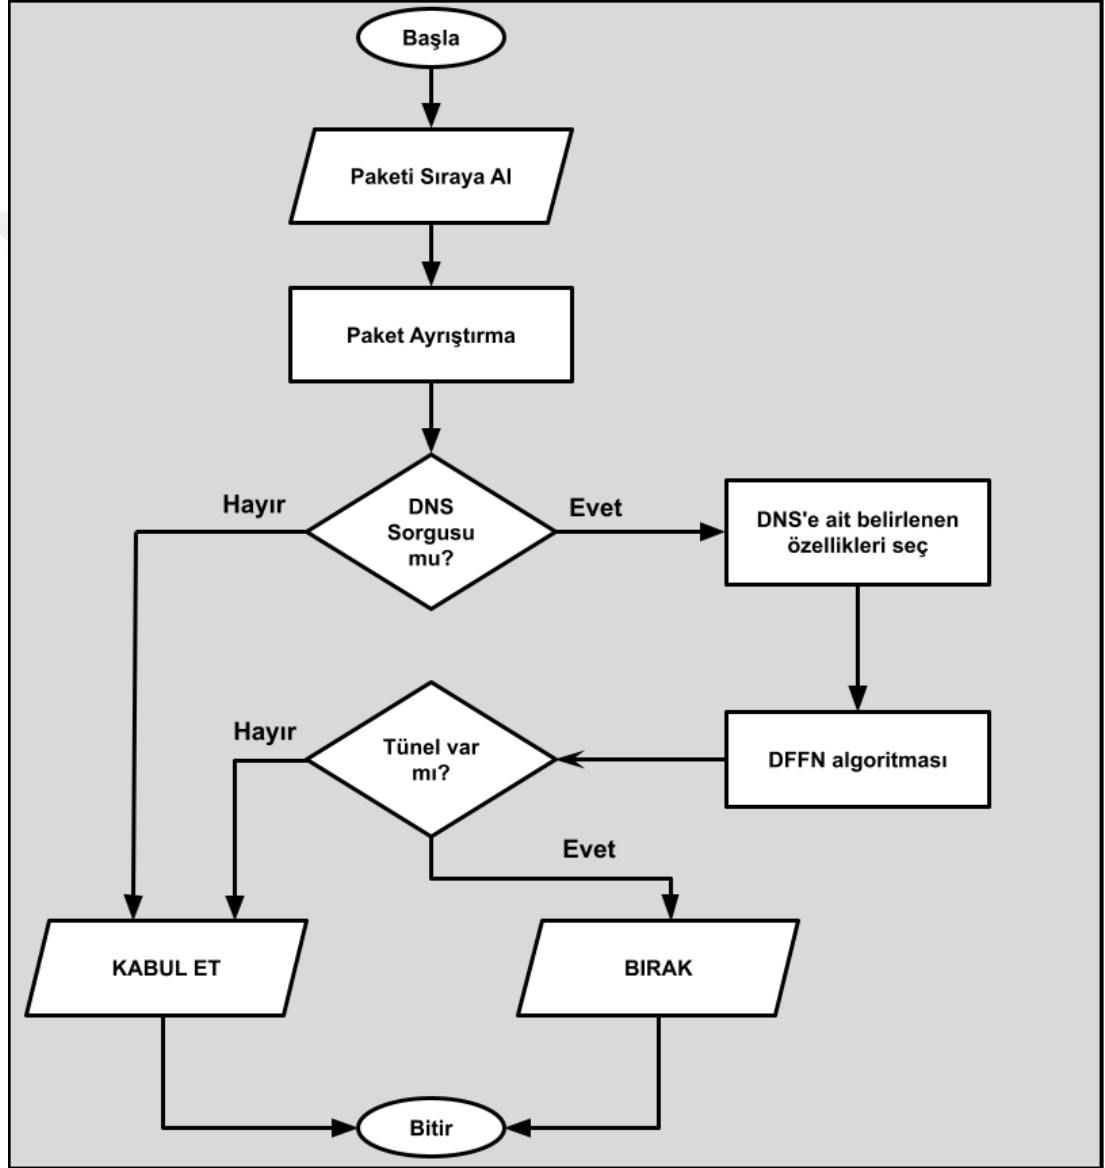 Başla
Paketi Sıraya Al
Paket Ayrıştırma
Hayır
DNS
Sorgusu
mu?
Evet
DNS'e ait belirlenen
özellikleri seç
Hayır
Tünel var
mı?
DFFN algoritması
Evet
KABUL ET
BIRAK
Bitir